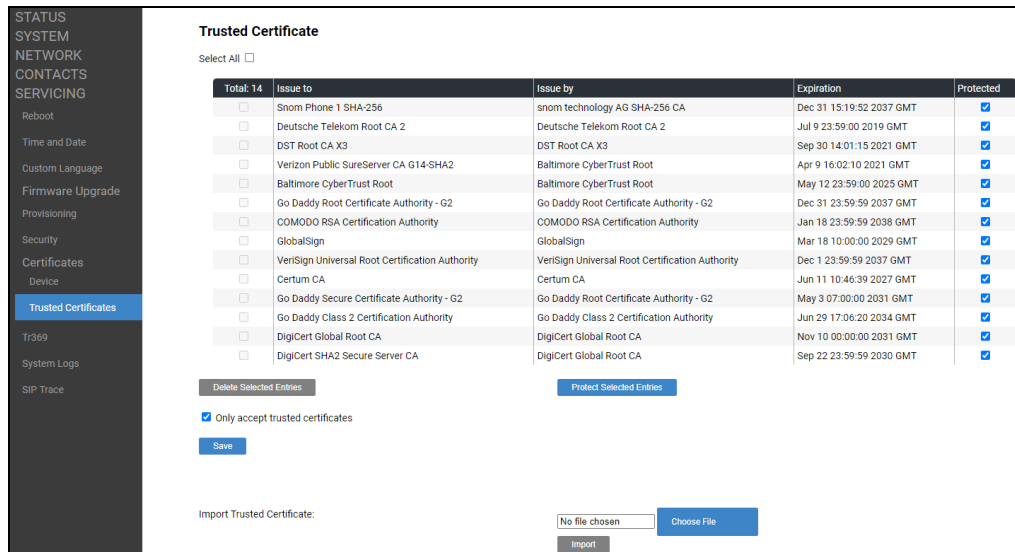 STATUS
SYSTEM
NETWORK
CONTACTS
SERVICING
Reboot
Time and Date
Custom Language
Firmware Upgrade
Provisioning
Security
Certificates
Device
Trusted Certificates
Tr369
System Logs
SIP Trace
Trusted Certificate
Select All
Total: 14 Issue to Issue by Expiration Protected
Snom Phone 1 SHA-256 snom technology AG SHA-256 CA Dec 31 15:19:52 2037 GMT
Deutsche Telekom Root CA 2 Deutsche Telekom Root CA 2 Jul 9 23:59:00 2019 GMT
DST Root CA X3 DST Root CA X3 Sep 30 14:01:15 2021 GMT
Verizon Public SureServer CA G14-SHA2 Baltimore CyberTrust Root Apr 9 16:02:10 2021 GMT
Baltimore CyberTrust Root Baltimore CyberTrust Root May 12 23:59:00 2025 GMT
Go Daddy Root Certificate Authority - G2 Go Daddy Root Certificate Authority - G2 Dec 31 23:59:59 2037 GMT
COMODO RSA Certification Authority COMODO RSA Certification Authority Jan 18 23:59:59 2038 GMT
GlobalSign GlobalSign Mar 18 10:00:00 2029 GMT
VeriSign Universal Root Certification Authority VeriSign Universal Root Certification Authority Dec 1 23:59:59 2037 GMT
Certum CA Certum CA Jun 11 10:46:39 2027 GMT
Go Daddy Secure Certificate Authority - G2 Go Daddy Root Certificate Authority - G2 May 3 07:00:00 2031 GMT
Go Daddy Class 2 Certification Authority Go Daddy Class 2 Certification Authority Jun 29 17:06:20 2034 GMT
DigiCert Global Root CA DigiCert Global Root CA Nov 10 00:00:00 2031 GMT
DigiCert SHA2 Secure Server CA DigiCert Global Root CA Sep 22 23:59:59 2030 GMT
Delete Selected Entries Protect Selected Entries
Only accept trusted certificates
Save
Import Trusted Certificate: No file chosen Choose File
Import